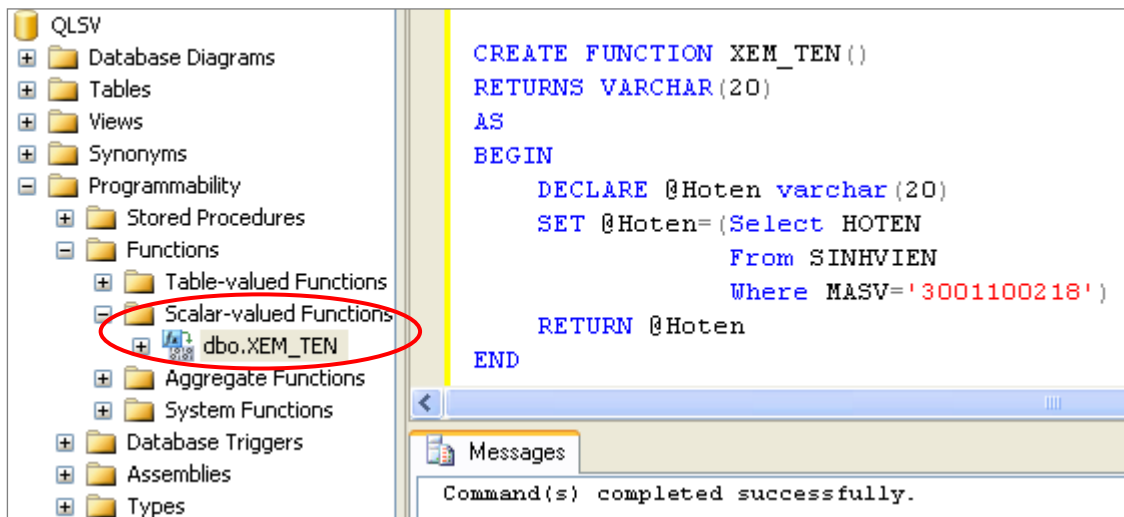 QLSV
Database Diagrams
Tables
Views
Synonyms
Programmability
Stored Procedures
Functions
Table-valued Functions
Scalar-valued Functions
dbo.XEM_TEN
Aggregate Functions
System Functions
Database Triggers
Assemblies
Types
CREATE FUNCTION XEM_TEN()
RETURNS VARCHAR(20)
AS
BEGIN
DECLARE @Hoten varchar(20)
SET @Hoten=(Select HOTEN
From SINHVIEN
Where MASV='3001100218')
RETURN @Hoten
END
Messages
Command(s) completed successfully.